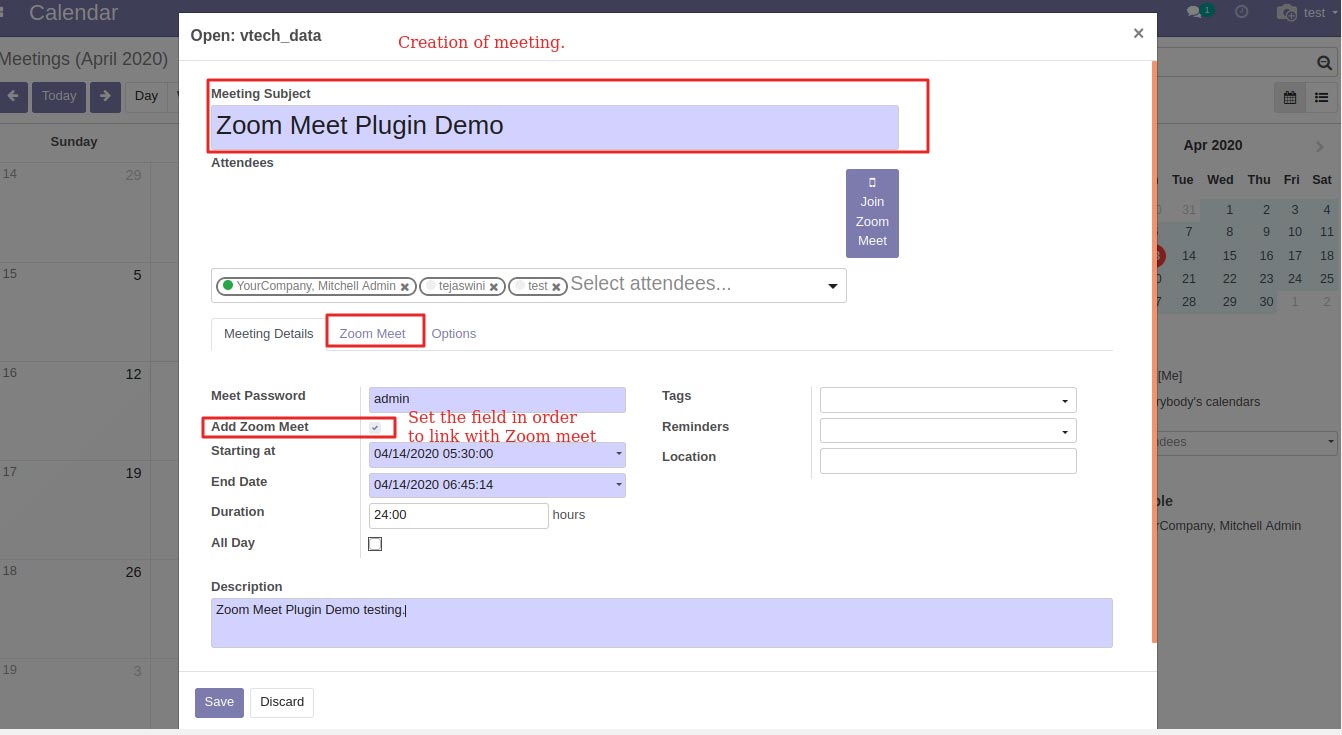 Calendar
1
test
Open: vtech_data
Creation of meeting.
×
Meetings (April 2020)
Today
Day
Sunday
14 29
15 5
16 12
17 19
18 26
19 3
Meeting Subject
Zoom Meet Plugin Demo
Attendees
Join
Zoom
Meet
YourCompany, Mitchell Admin
tejaswini
test
Select attendees...
Meeting Details
Zoom Meet
Options
Meet Password
admin
Add Zoom Meet
Set the field in order
to link with Zoom meet
Starting at
04/14/2020 05:30:00
End Date
04/14/2020 06:45:14
Duration
24:00
hours
All Day
Tags
Reminders
Location
Description
Zoom Meet Plugin Demo testing.
Save
Discard
Apr 2020
Tue Wed Thu Fri Sat
31 1 2 3 4
7 8 9 10 11
14 15 16 17 18
21 22 23 24 25
28 29 30 1 2
[Me]
rybody's calendars
ndees
ble
rCompany, Mitchell Admin